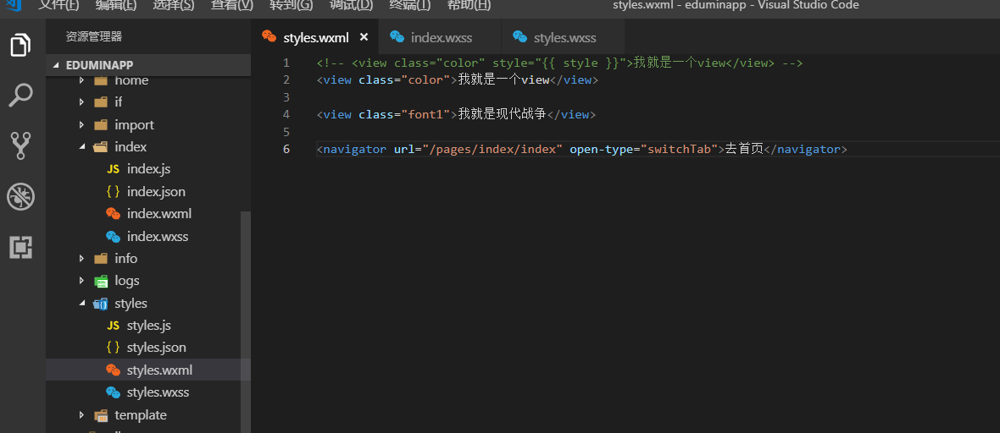 文件(F) 编辑(E) 选择(S) 查看(V) 转到(G) 调试(D) 终端(T) 帮助(H) styles.wxml - eduminapp - Visual Studio Code
资源管理器
EDUMINAPP
home
if
import
index
JS index.js
{ } index.json
index.wxml
index.wxss
info
logs
styles
JS styles.js
{ } styles.json
styles.wxml
styles.wxss
template
styles.wxml × index.wxss styles.wxss
1 <!-- <view class="color" style="{{ style }}">我就是一个view</view> -->
2 <view class="color">我就是一个view</view>
3
4 <view class="font1">我就是现代战争</view>
5
6 <navigator url="/pages/index/index" open-type="switchTab">去首页</navigator>